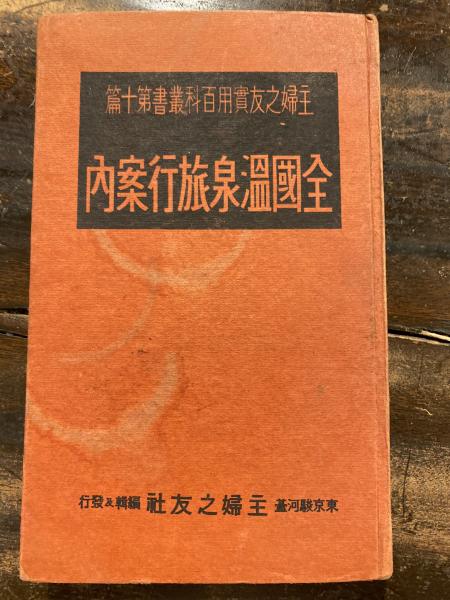 主婦之友實用百科叢書第十篇
全國溫泉旅行案內
東京駿河臺 主婦之友社 編輯及發行